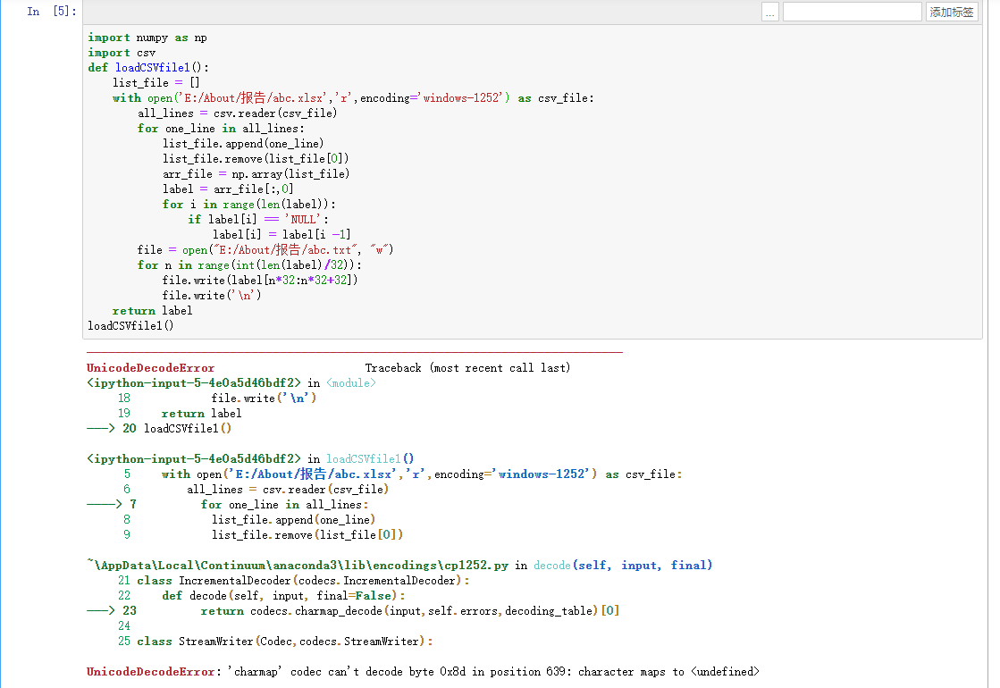 In [5]:
... 添加标签
import numpy as np
import csv
def loadCSVfile1():
    list_file = []
    with open('E:/About/报告/abc.xlsx','r',encoding='windows-1252') as csv_file:
        all_lines = csv.reader(csv_file)
        for one_line in all_lines:
            list_file.append(one_line)
            list_file.remove(list_file[0])
            arr_file = np.array(list_file)
            label = arr_file[:,0]
            for i in range(len(label)):
                if label[i] == 'NULL':
                    label[i] = label[i -1]
        file = open("E:/About/报告/abc.txt", "w")
        for n in range(int(len(label)/32)):
            file.write(label[n*32:n*32+32])
            file.write('\n')
    return label
loadCSVfile1()
UnicodeDecodeError                        Traceback (most recent call last)
<ipython-input-5-4e0a5d46bdf2> in <module>
     18             file.write('\n')
     19     return label
---> 20 loadCSVfile1()
<ipython-input-5-4e0a5d46bdf2> in loadCSVfile1()
      5     with open('E:/About/报告/abc.xlsx','r',encoding='windows-1252') as csv_file:
      6         all_lines = csv.reader(csv_file)
----> 7         for one_line in all_lines:
      8             list_file.append(one_line)
      9             list_file.remove(list_file[0])
~\AppData\Local\Continuum\anaconda3\lib\encodings\cp1252.py in decode(self, input, final)
     21 class IncrementalDecoder(codecs.IncrementalDecoder):
     22     def decode(self, input, final=False):
---> 23         return codecs.charmap_decode(input,self.errors,decoding_table)[0]
     24
     25 class StreamWriter(Codec,codecs.StreamWriter):
UnicodeDecodeError: 'charmap' codec can't decode byte 0x8d in position 639: character maps to <undefined>